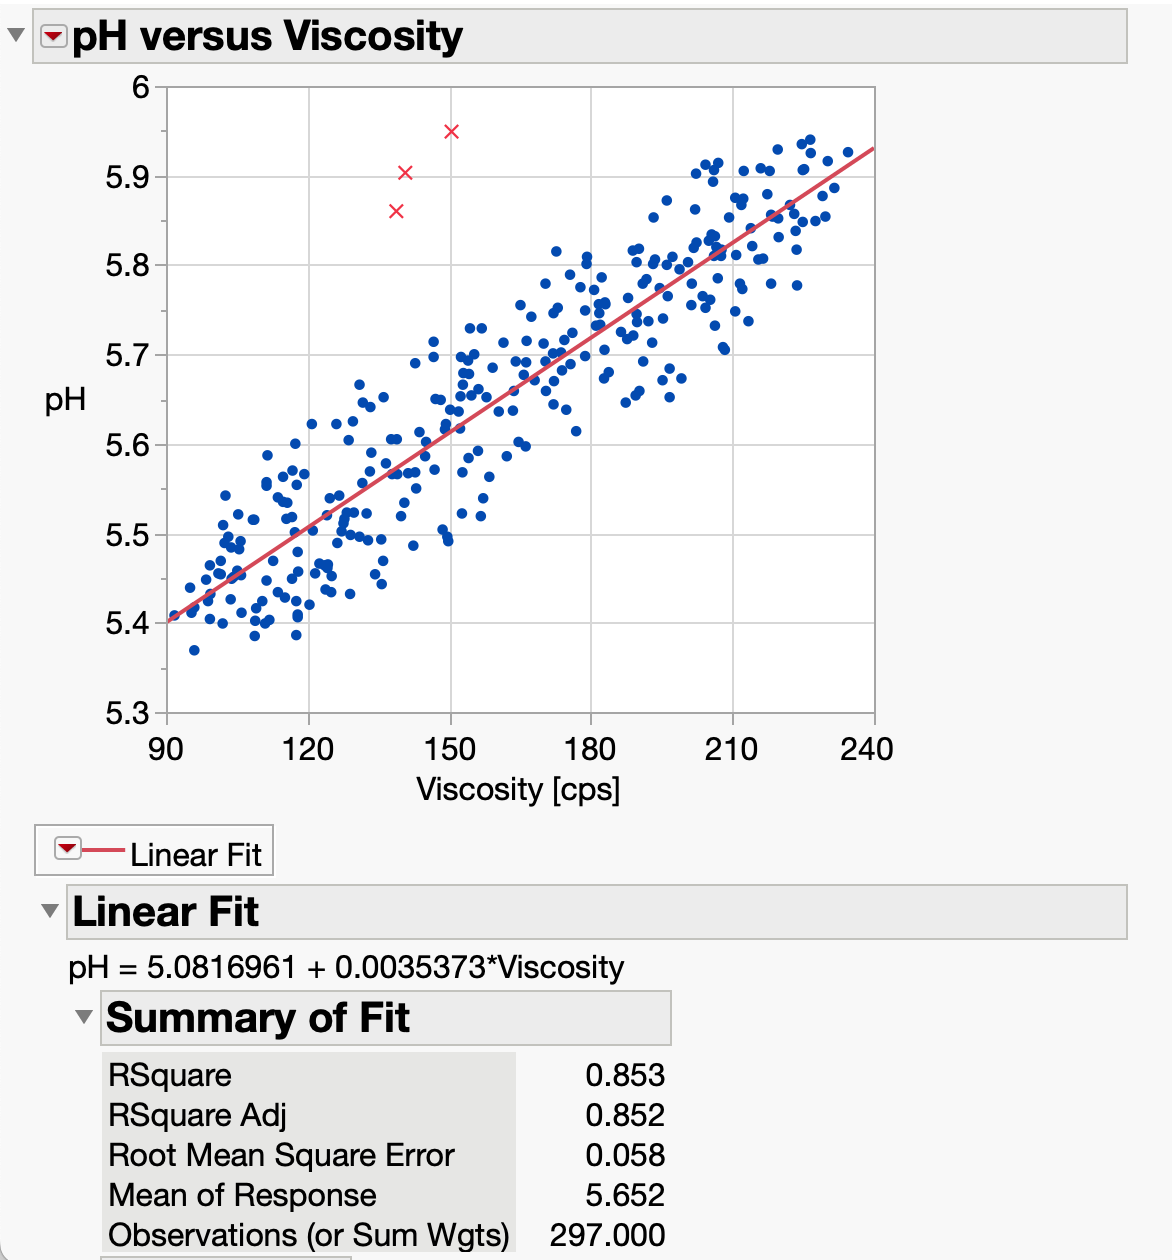 pH versus Viscosity
6
5.9
5.8
5.7
pH
5.6
5.5
5.4
5.3
90 120 150 180 210 240
Viscosity [cps]
Linear Fit
Linear Fit
pH = 5.0816961 + 0.0035373*Viscosity
Summary of Fit
RSquare 0.853
RSquare Adj 0.852
Root Mean Square Error 0.058
Mean of Response 5.652
Observations (or Sum Wgts) 297.000